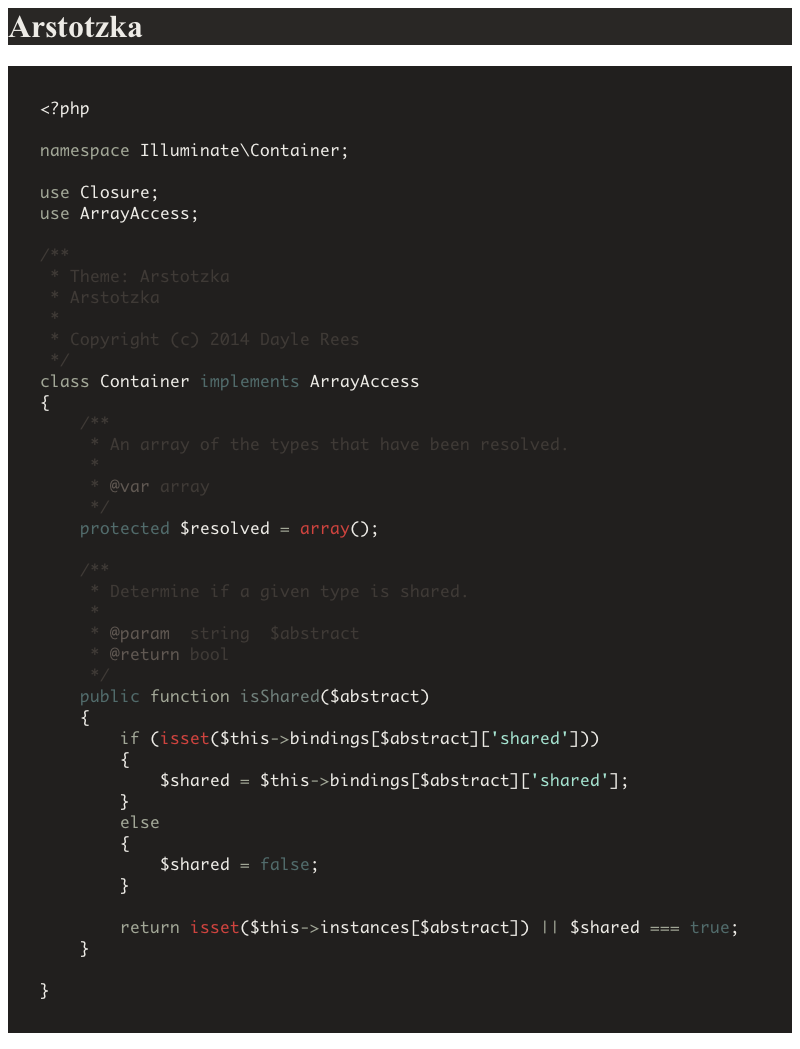 Arstotzka
<?php
namespace Illuminate\Container;
use Closure;
use ArrayAccess;
/**
 * Theme: Arstotzka
 * Arstotzka
 *
 * Copyright (c) 2014 Dayle Rees
 */
class Container implements ArrayAccess
{
    /**
     * An array of the types that have been resolved.
     *
     * @var array
     */
    protected $resolved = array();
    /**
     * Determine if a given type is shared.
     *
     * @param  string  $abstract
     * @return bool
     */
    public function isShared($abstract)
    {
        if (isset($this->bindings[$abstract]['shared']))
        {
            $shared = $this->bindings[$abstract]['shared'];
        }
        else
        {
            $shared = false;
        }
        return isset($this->instances[$abstract]) || $shared === true;
    }
}